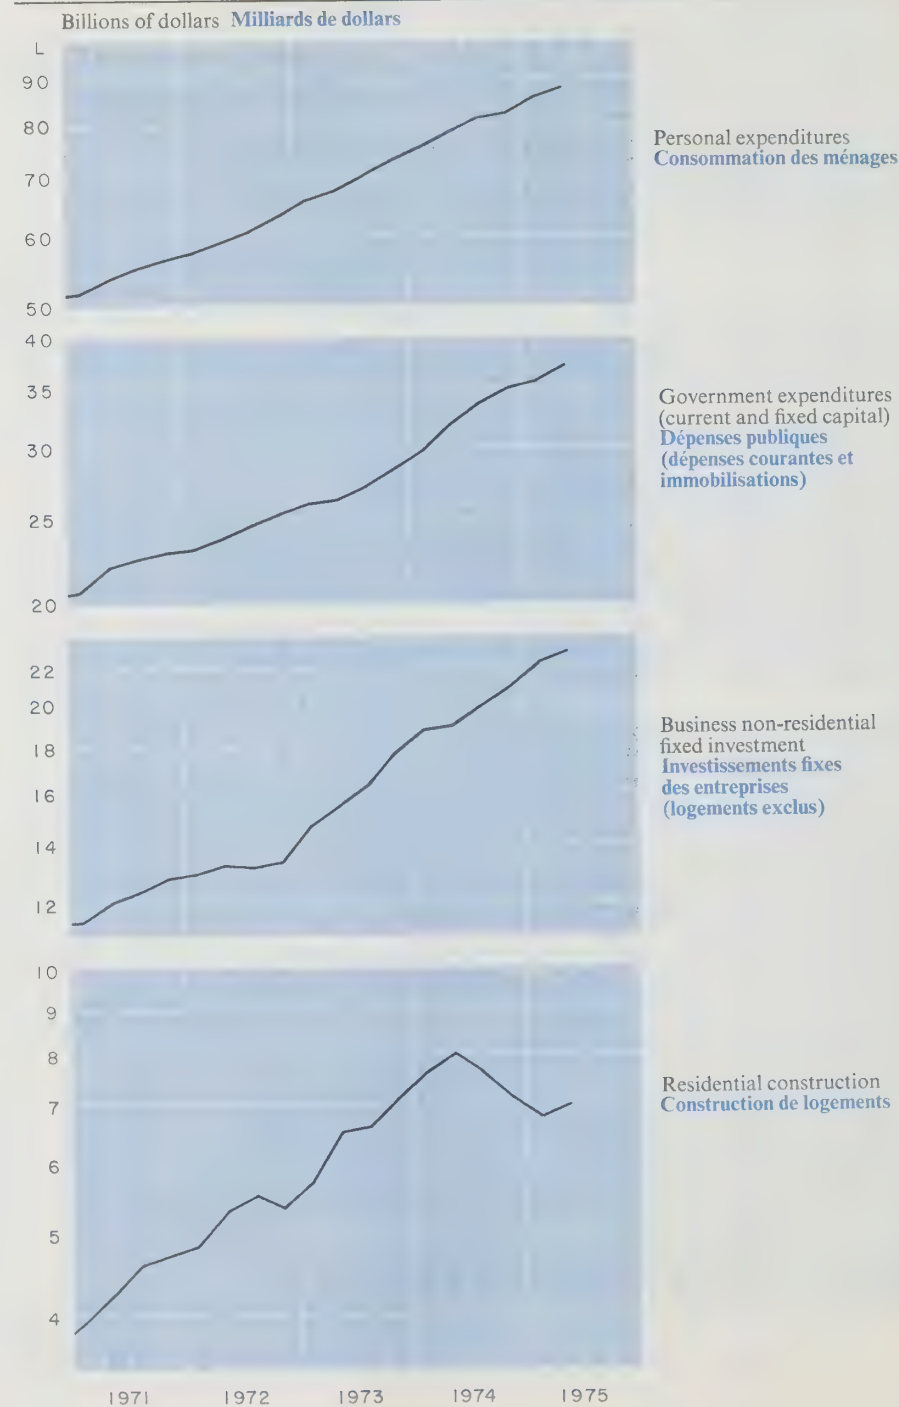 Billions of dollars Milliards de dollars
L
90
80
70
60
50
Personal expenditures
Consommation des ménages
40
35
30
25
20
Government expenditures
(current and fixed capital)
Dépenses publiques
(dépenses courantes et
immobilisations)
22
20
18
16
14
12
Business non-residential
fixed investment
Investissements fixes
des entreprises
(logements exclus)
10
9
8
7
6
5
4
Residential construction
Construction de logements
1971 1972 1973 1974 1975